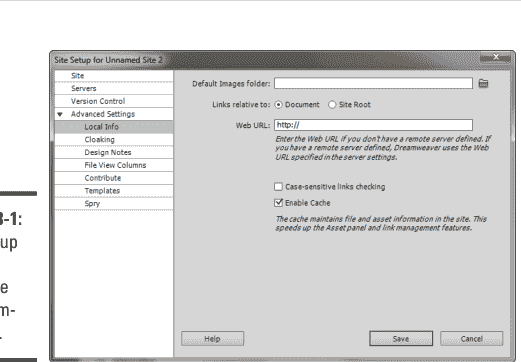 Site Setup for Unnamed Site 2
Site
Servers
Version Control
Advanced Settings
Local Info
Cloaking
Design Notes
File View Columns
Contribute
Templates
Spry
Default Images folder:
Links relative to: Document Site Root
Web URL: http://
Enter the Web URL if you don't have a remote server defined. If
you have a remote server defined, Dreamweaver uses the Web
URL specified in the server settings.
Case-sensitive links checking
Enable Cache
The cache maintains file and asset information in the site. This
speeds up the Asset panel and link management features.
Help Save Cancel
3-1:
up
e
m-
.